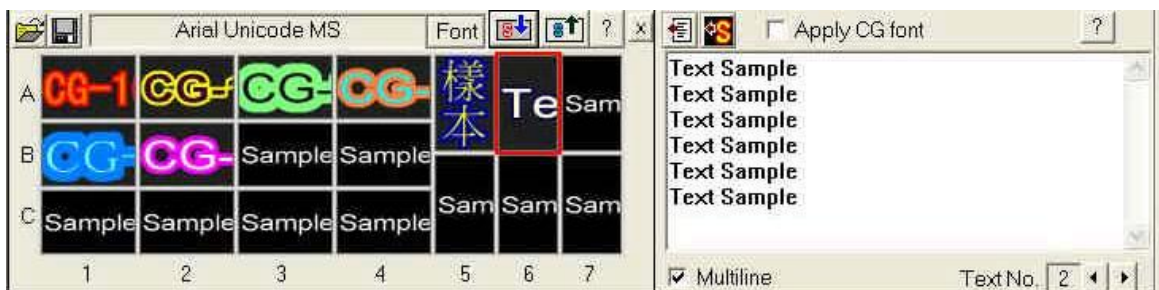 Arial Unicode MS Font ? x
A CG-1 CG- CG- CG- 樣本 Te Sam
B CG- CG- Sample Sample
C Sample Sample Sample Sample Sam Sam Sam
1 2 3 4 5 6 7
Apply CG font ?
Text Sample
Text Sample
Text Sample
Text Sample
Text Sample
Text Sample
Multiline Text No. 2